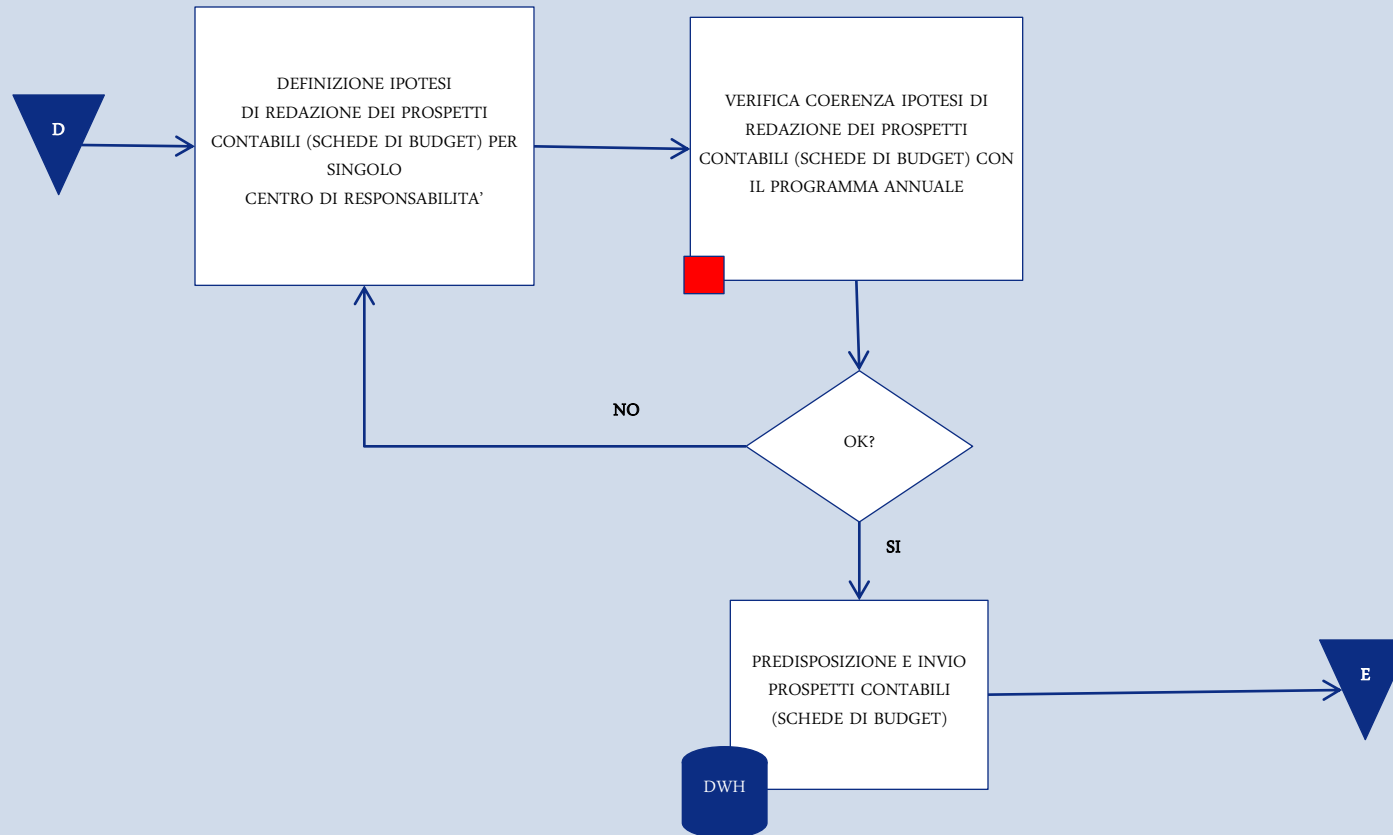 D
DEFINIZIONE IPOTESI
DI REDAZIONE DEI PROSPETTI
CONTABILI (SCHEDE DI BUDGET) PER
SINGOLO
CENTRO DI RESPONSABILITA’
VERIFICA COERENZA IPOTESI DI
REDAZIONE DEI PROSPETTI
CONTABILI (SCHEDE DI BUDGET) CON
IL PROGRAMMA ANNUALE
NO
OK?
SI
PREDISPOSIZIONE E INVIO
PROSPETTI CONTABILI
(SCHEDE DI BUDGET)
DWH
E